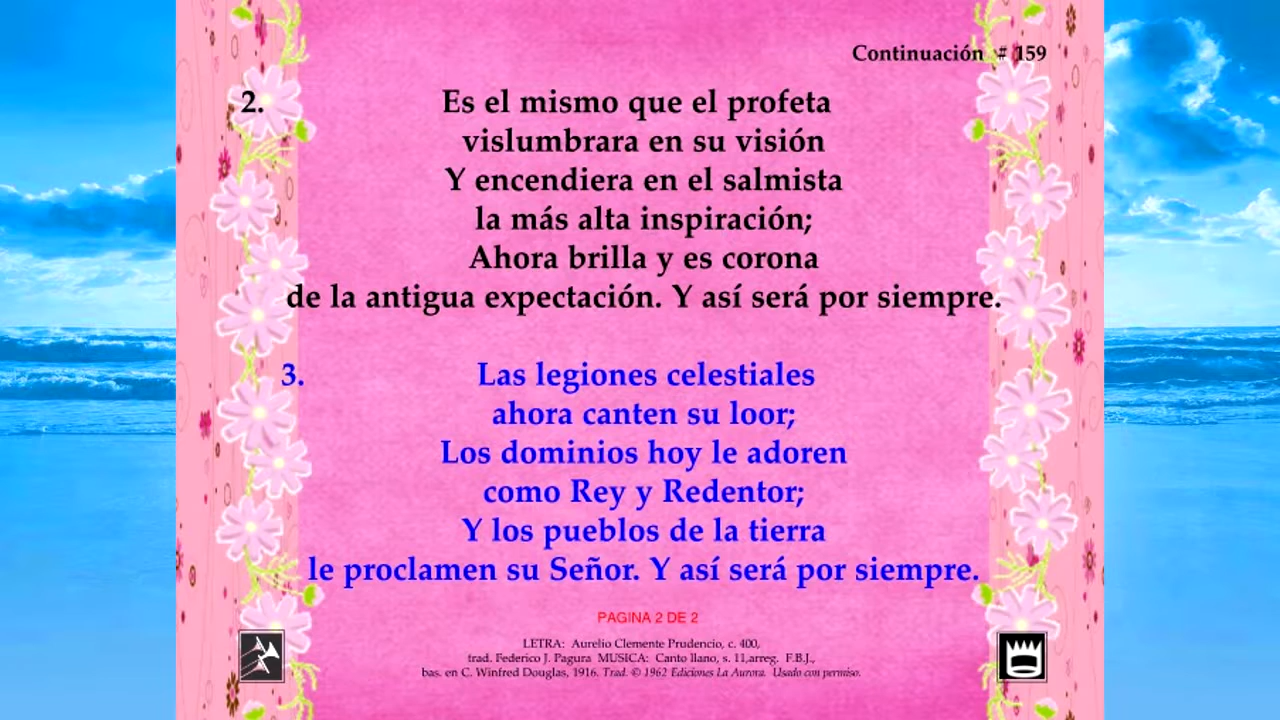 Continuación # 159
2. Es el mismo que el profeta
vislumbrara en su visión
Y encendiera en el salmista
la más alta inspiración;
Ahora brilla y es corona
de la antigua expectación. Y así será por siempre.
3. Las legiones celestiales
ahora canten su loor;
Los dominios hoy le adoren
como Rey y Redentor;
Y los pueblos de la tierra
le proclamen su Señor. Y así será por siempre.
PAGINA 2 DE 2
LETRA: Aurelio Clemente Prudencio, c. 400,
trad. Federico J. Pagura MUSICA: Canto llano, s. 11,arreg. F.B.J.,
bas. en C. Winfred Douglas, 1916. Trad. © 1962 Ediciones La Aurora. Usado con permiso.